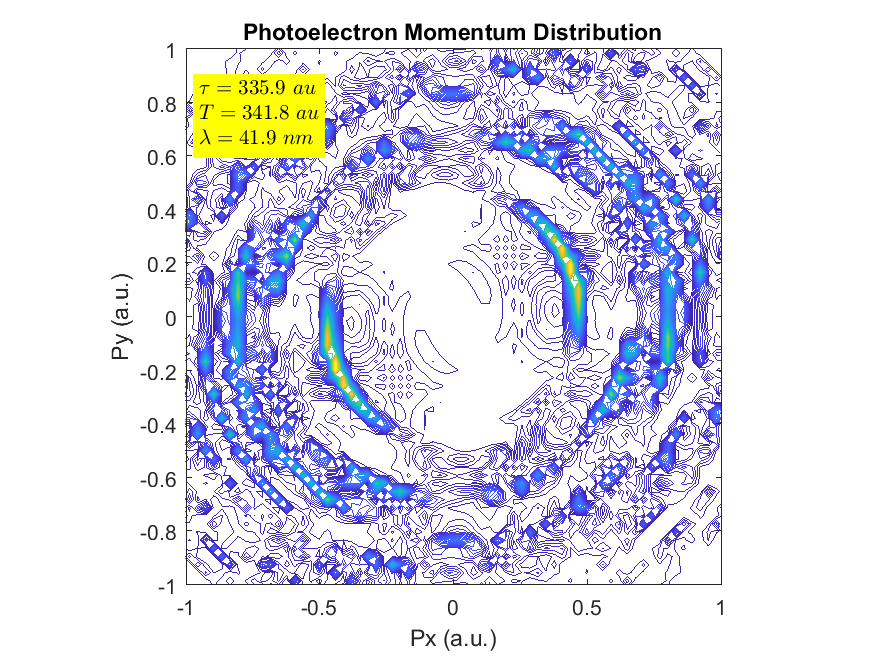 Photoelectron Momentum Distribution
τ = 335.9 au
T = 341.8 au
λ = 41.9 nm
1
0.8
0.6
0.4
0.2
0
-0.2
-0.4
-0.6
-0.8
-1
Py (a.u.)
-1
-0.5
0
0.5
1
Px (a.u.)